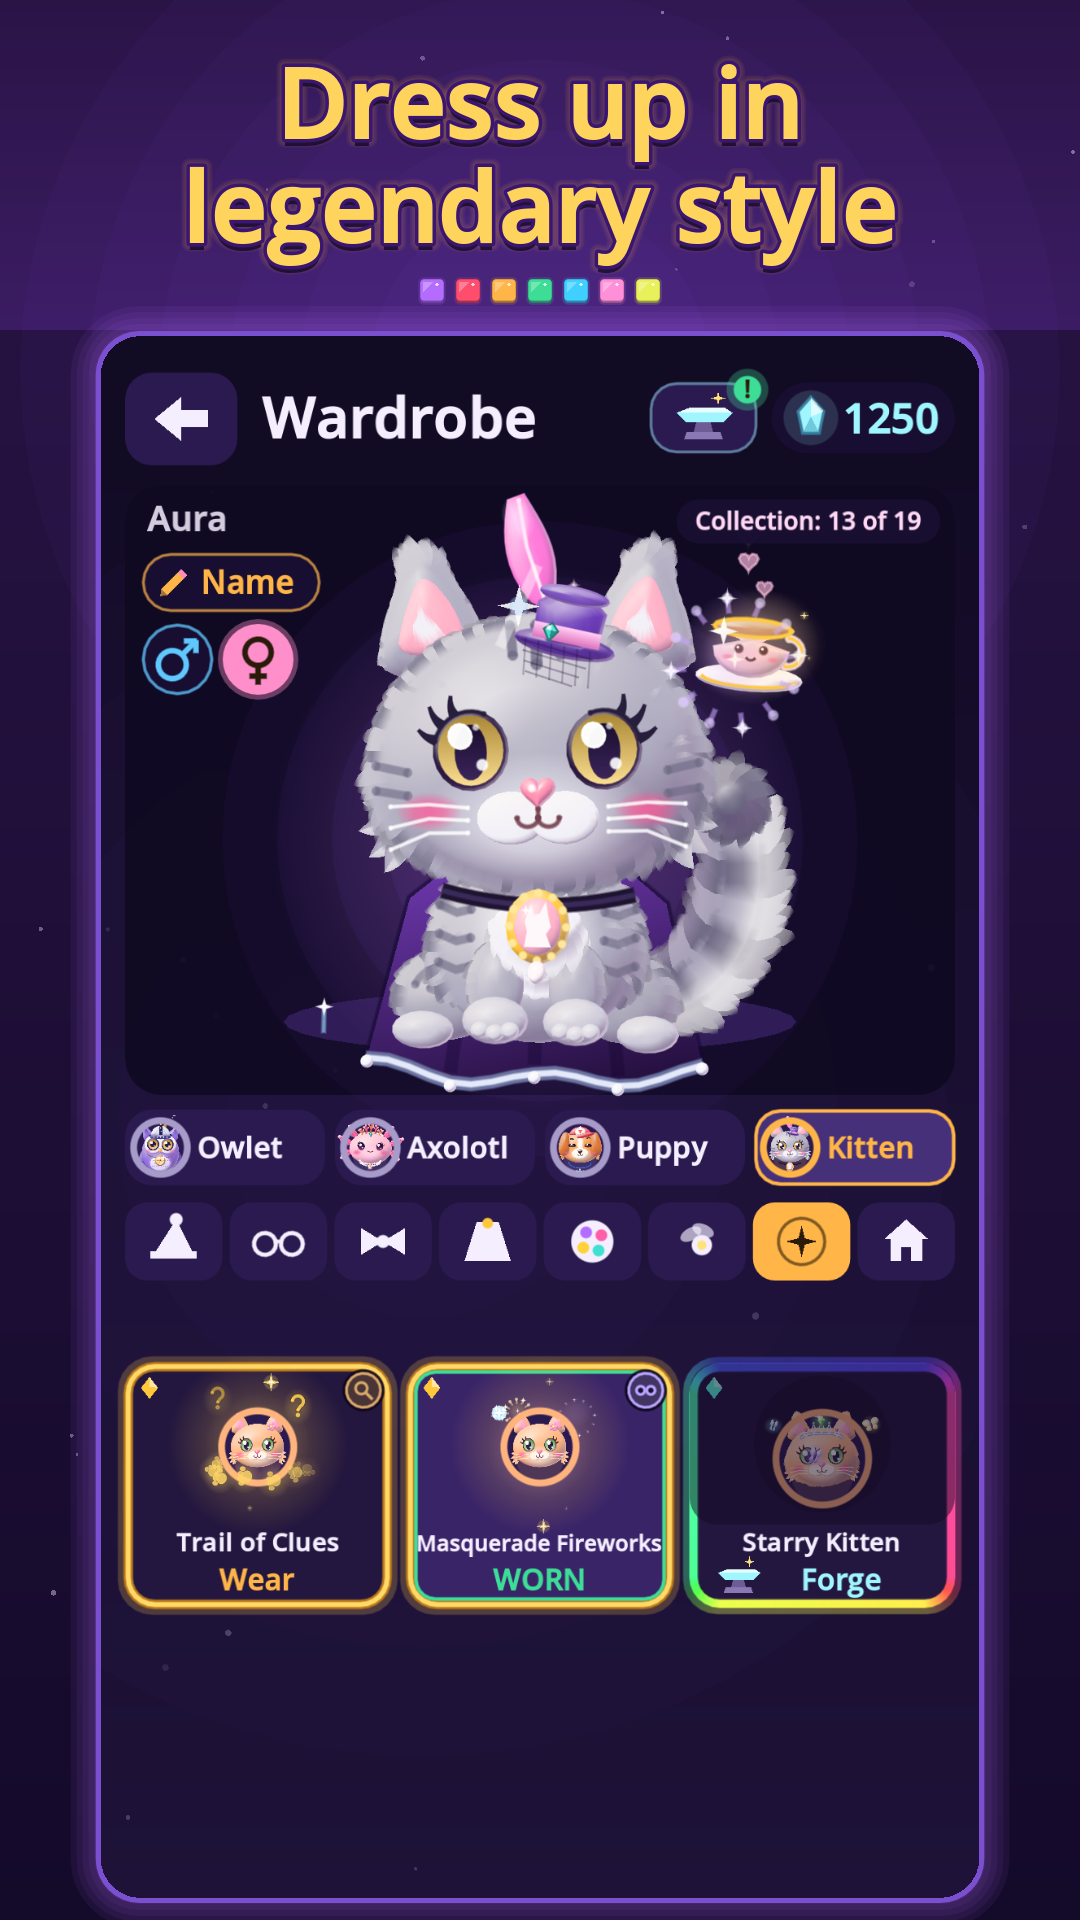 Dress up in
legendary style
Wardrobe
!
1250
Aura
Collection: 13 of 19
Name
Owlet
Axolotl
Puppy
Kitten
? ?
Trail of Clues
Wear
Masquerade Fireworks
WORN
Starry Kitten
Forge